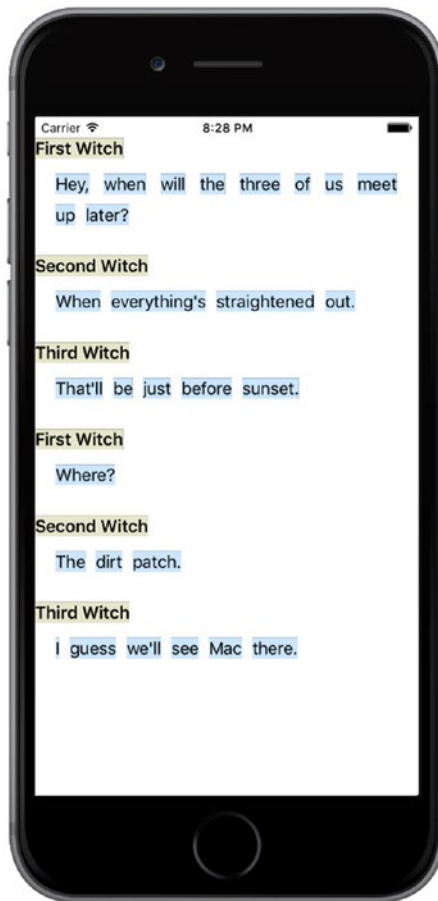 Carrier 8:28 PM
First Witch
Hey, when will the three of us meet
up later?
Second Witch
When everything's straightened out.
Third Witch
That'll be just before sunset.
First Witch
Where?
Second Witch
The dirt patch.
Third Witch
I guess we'll see Mac there.